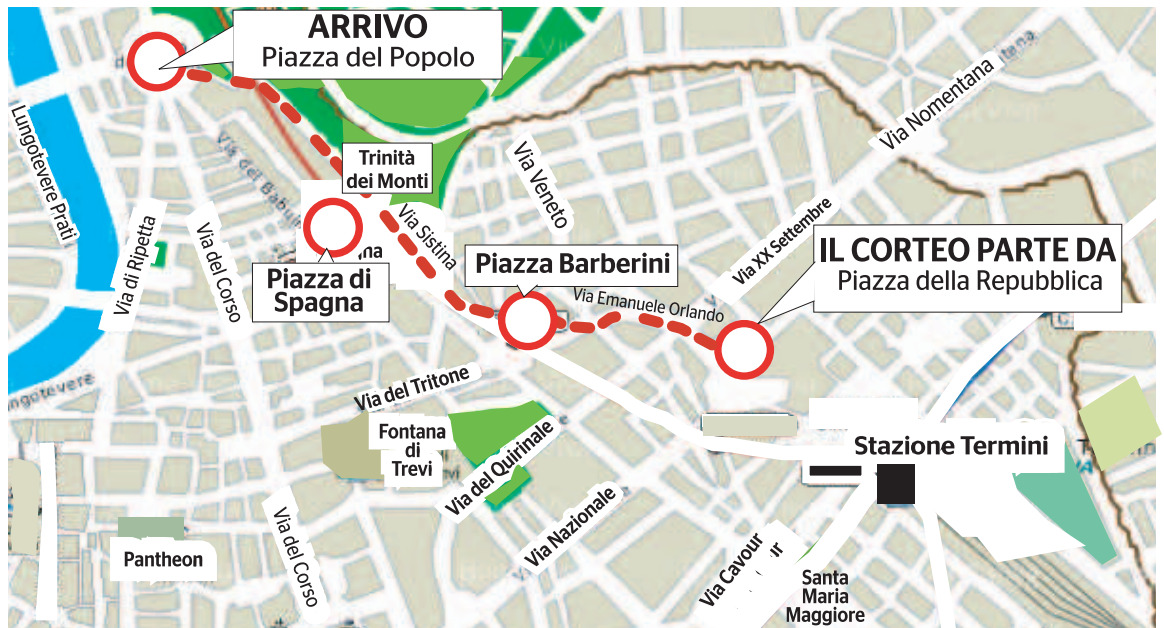 ARRIVO
Piazza del Popolo
Via Nomentana
Lungotevere Prati
Trinità
dei Monti
Via Veneto
Via del Babuino
Via Sistina
Via di Ripetta
Via del Corso
Piazza di
Spagna
Piazza Barberini
Via XX Settembre
IL CORTEO PARTE DA
Piazza della Repubblica
Via Emanuele Orlando
Via del Tritone
Fontana
di
Trevi
Via del Quirinale
Stazione Termini
Via Nazionale
Via del Corso
Pantheon
Via Cavour
Santa
Maria
Maggiore